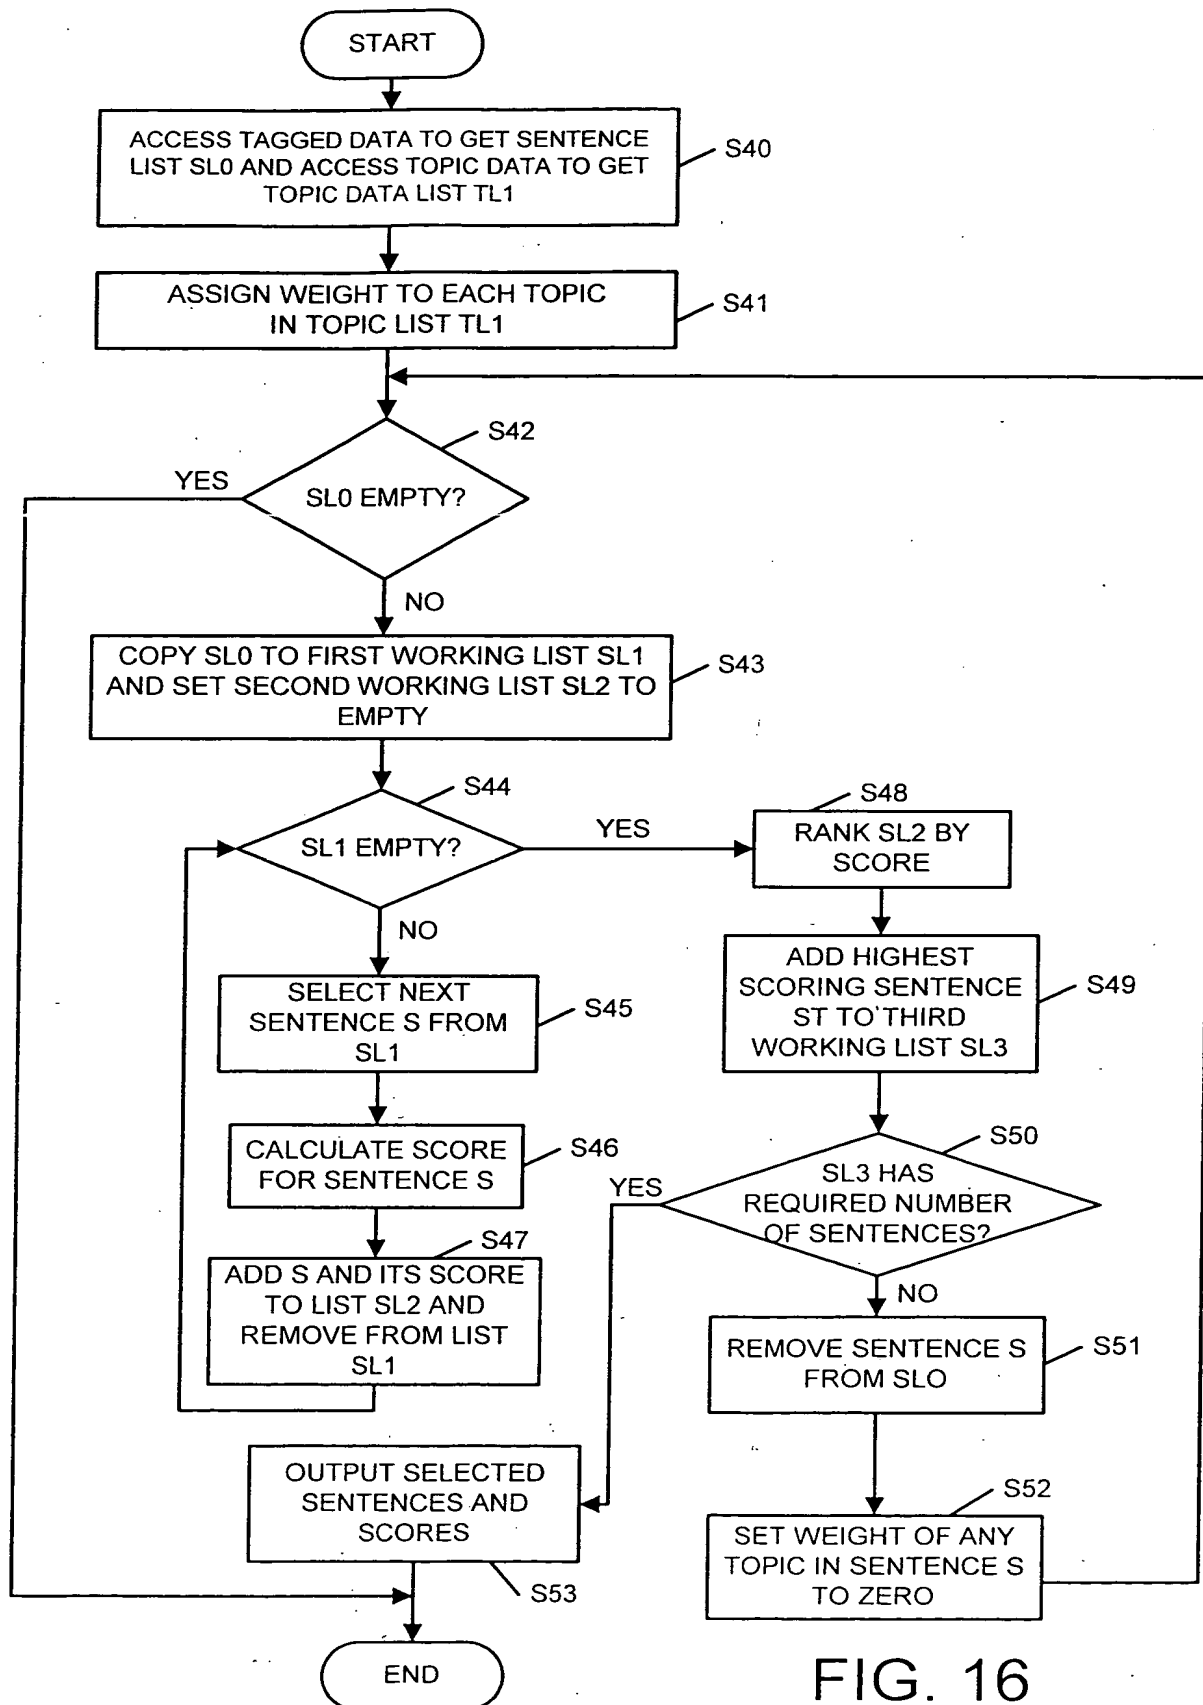 START
ACCESS TAGGED DATA TO GET SENTENCE
LIST SL0 AND ACCESS TOPIC DATA TO GET
TOPIC DATA LIST TL1
S40
ASSIGN WEIGHT TO EACH TOPIC
IN TOPIC LIST TL1
S41
S42
YES
SL0 EMPTY?
NO
COPY SL0 TO FIRST WORKING LIST SL1
AND SET SECOND WORKING LIST SL2 TO
EMPTY
S43
S44
SL1 EMPTY?
YES
NO
SELECT NEXT
SENTENCE S FROM
SL1
S45
CALCULATE SCORE
FOR SENTENCE S
S46
S47
ADD S AND ITS SCORE
TO LIST SL2 AND
REMOVE FROM LIST
SL1
S48
RANK SL2 BY
SCORE
ADD HIGHEST
SCORING SENTENCE
ST TO THIRD
WORKING LIST SL3
S49
S50
YES
SL3 HAS
REQUIRED NUMBER
OF SENTENCES?
NO
REMOVE SENTENCE S
FROM SLO
S51
S52
SET WEIGHT OF ANY
TOPIC IN SENTENCE S
TO ZERO
OUTPUT SELECTED
SENTENCES AND
SCORES
S53
END
FIG. 16